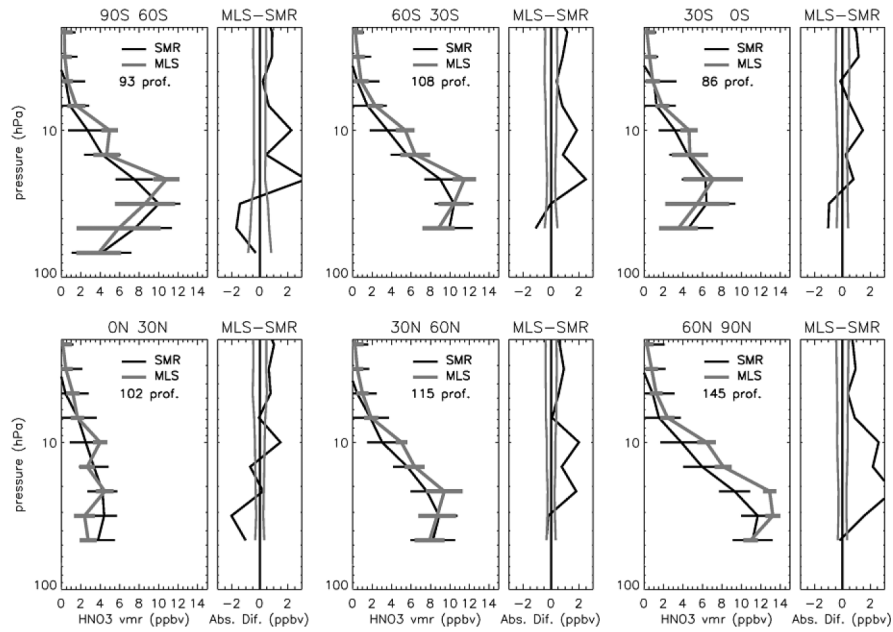 90S 60S
MLS-SMR
60S 30S
MLS-SMR
30S 0S
MLS-SMR
SMR
MLS
93 prof.
SMR
MLS
108 prof.
SMR
MLS
86 prof.
pressure (hPa)
10
100
0 2 4 6 8 10 12 14
-2 0 2
0 2 4 6 8 10 12 14
-2 0 2
0 2 4 6 8 10 12 14
-2 0 2
0N 30N
MLS-SMR
30N 60N
MLS-SMR
60N 90N
MLS-SMR
SMR
MLS
102 prof.
SMR
MLS
115 prof.
SMR
MLS
145 prof.
pressure (hPa)
10
100
0 2 4 6 8 10 12 14
-2 0 2
0 2 4 6 8 10 12 14
-2 0 2
0 2 4 6 8 10 12 14
-2 0 2
HNO3 vmr (ppbv)
Abs. Dif. (ppbv)
HNO3 vmr (ppbv)
Abs. Dif. (ppbv)
HNO3 vmr (ppbv)
Abs. Dif. (ppbv)